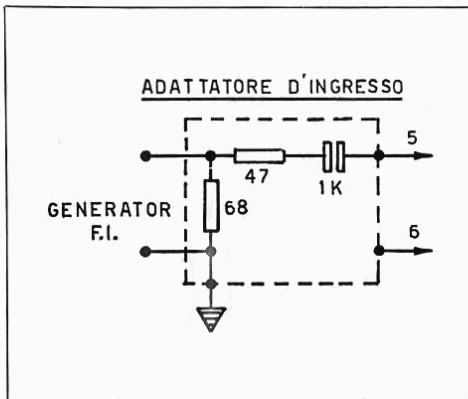 ADATTATORE D'INGRESSO
5
47
1K
GENERATOR
F.I.
68
6